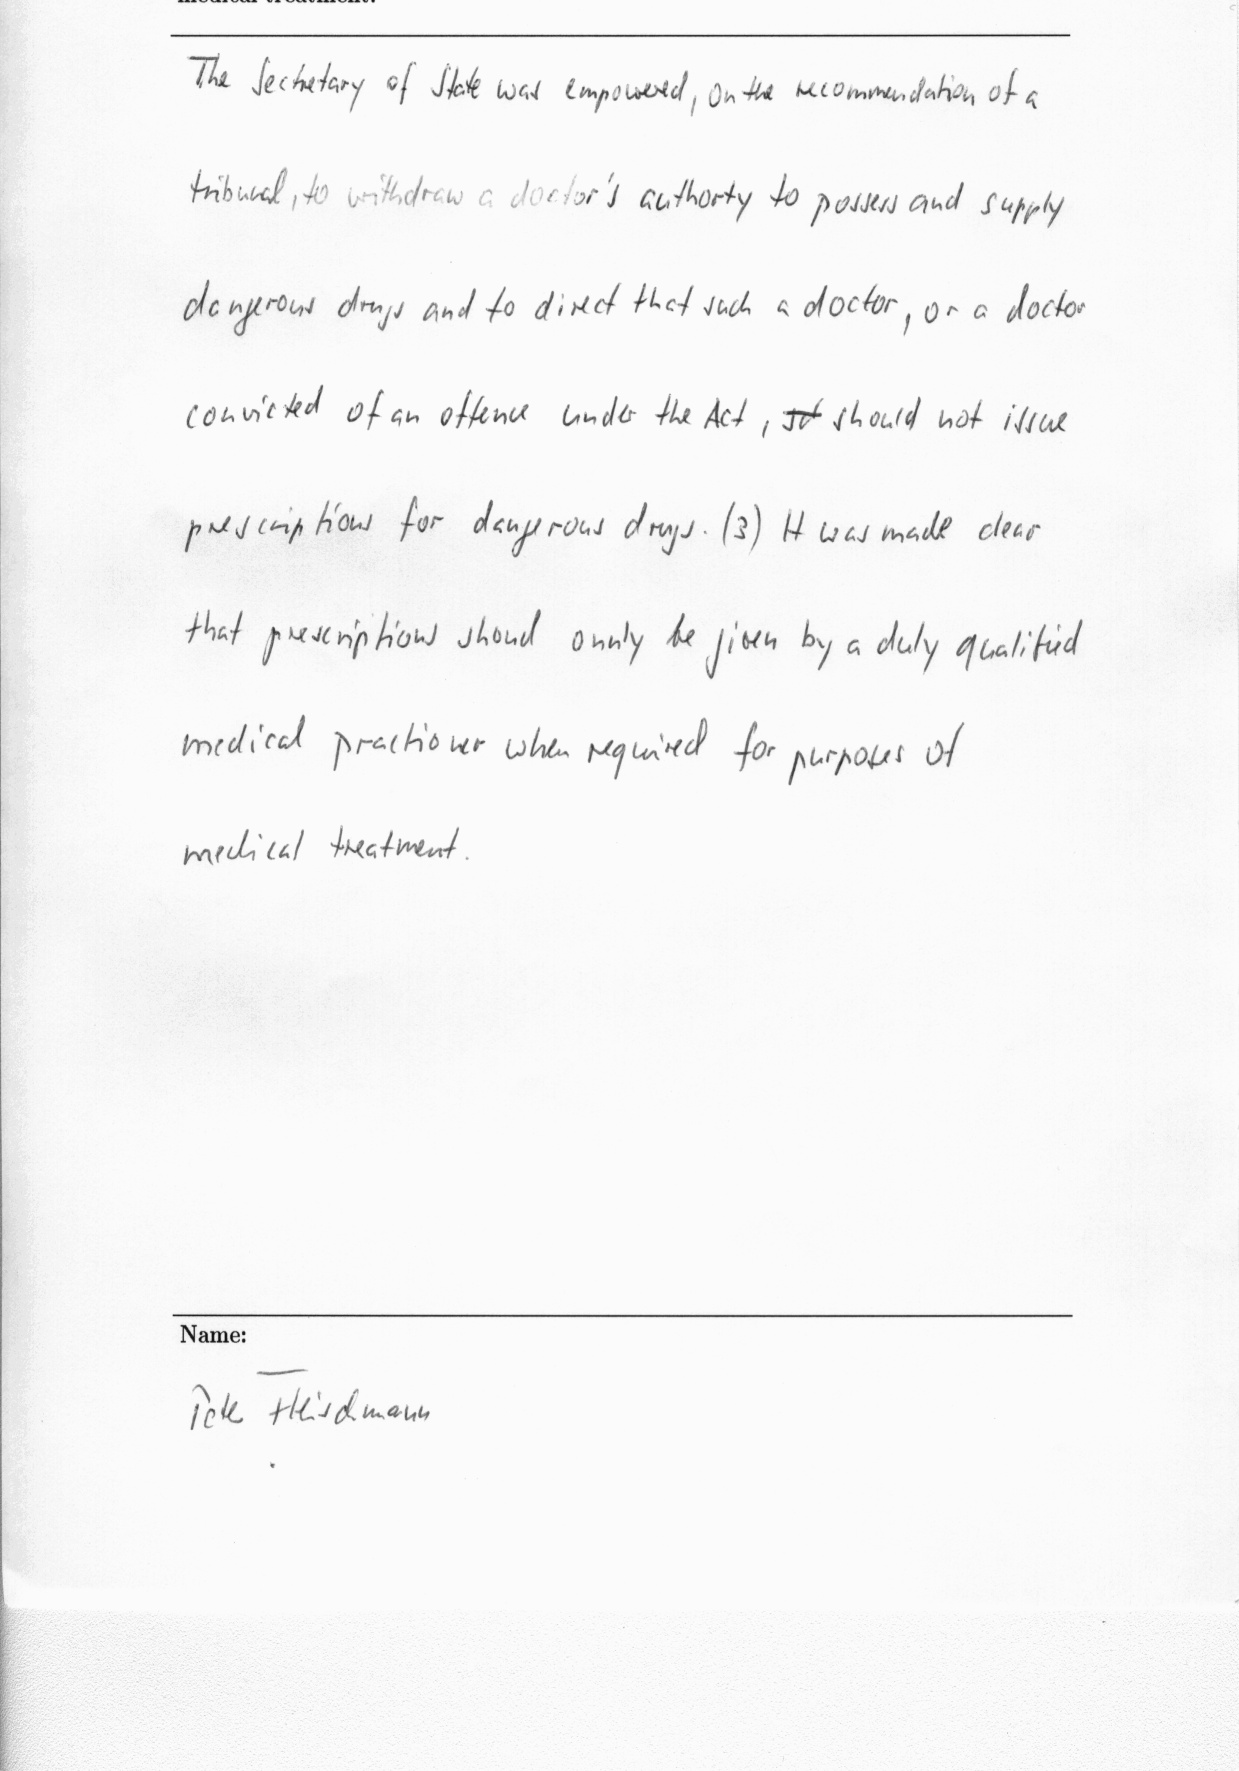 medical treatment.
The Secretary of State was empowered, on the recommendation of a
tribunal, to withdraw a doctor's authorty to possess and supply
dangerous drugs and to direct that such a doctor, or a doctor
convicted of an offence under the Act, should not issue
prescriptions for dangerous drugs. (3) It was made clear
that prescriptions shoud onnly be given by a duly qualified
medical practioner when required for purposes of
medical treatment.
Name:
Peter Fleischmann